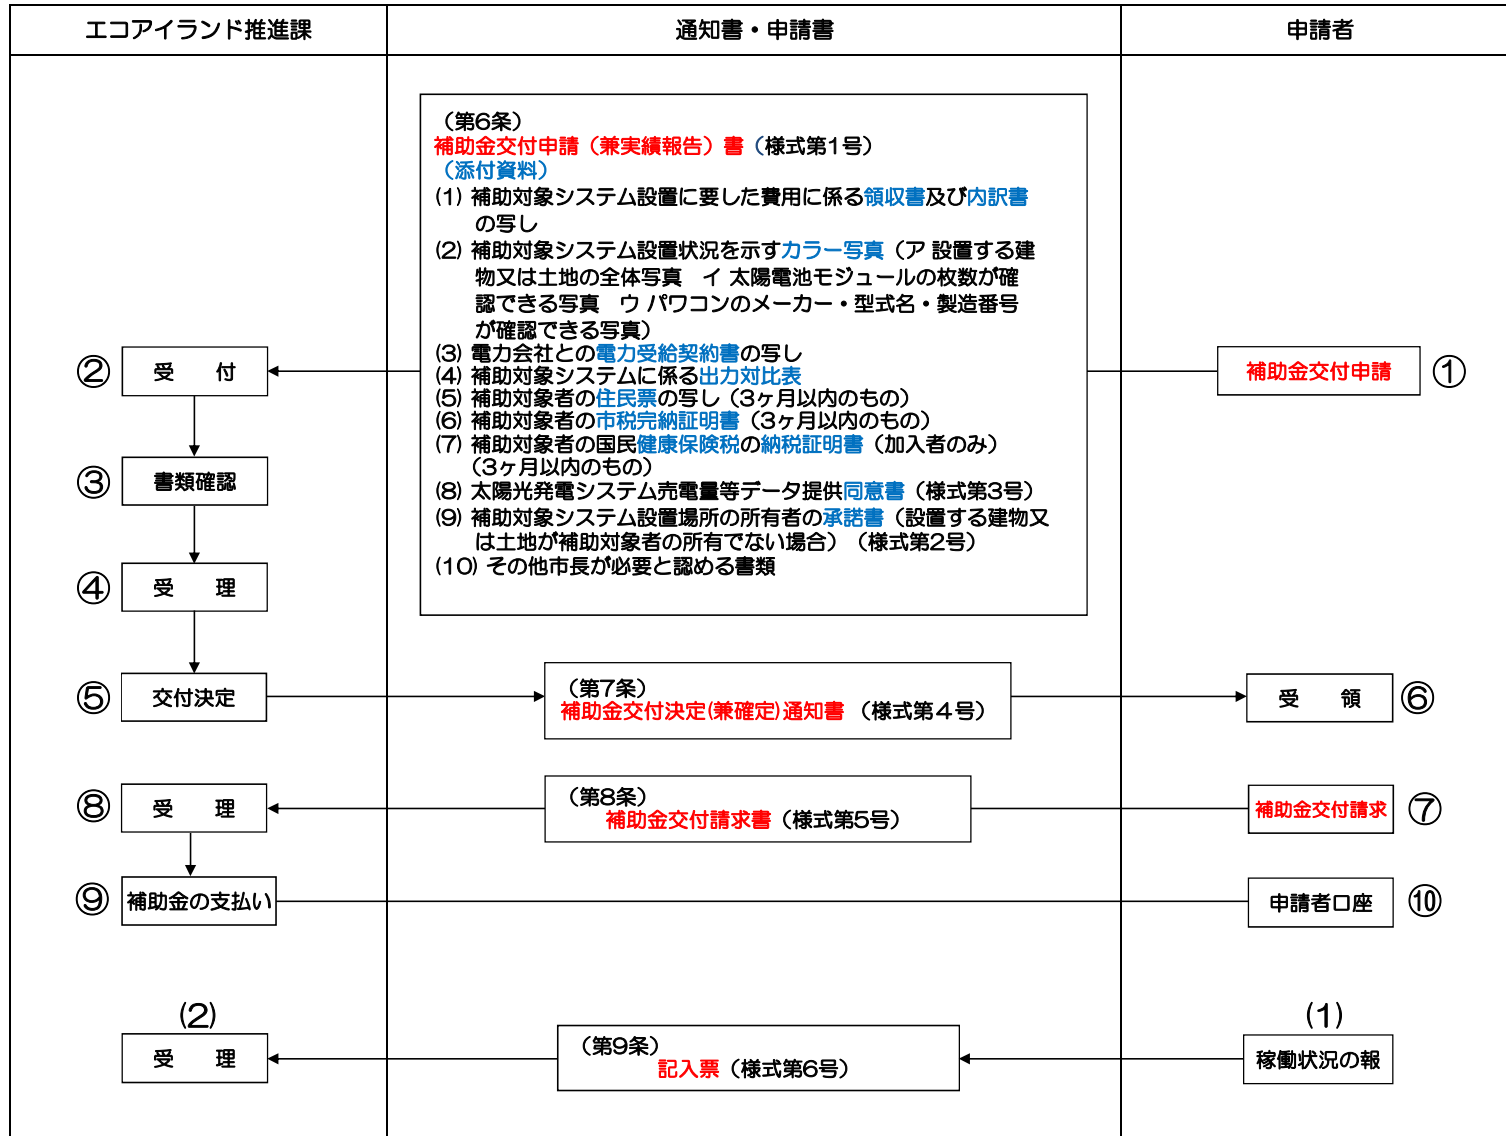 エコアイランド推進課
通知書・申請書
申請者
（第6条）
補助金交付申請（兼実績報告）書（様式第1号）
（添付資料）
(1) 補助対象システム設置に要した費用に係る領収書及び内訳書
の写し
(2) 補助対象システム設置状況を示すカラー写真（ア 設置する建
物又は土地の全体写真　イ 太陽電池モジュールの枚数が確
認できる写真　ウ パワコンのメーカー・型式名・製造番号
が確認できる写真）
(3) 電力会社との電力受給契約書の写し
(4) 補助対象システムに係る出力対比表
(5) 補助対象者の住民票の写し（3ヶ月以内のもの）
(6) 補助対象者の市税完納証明書（3ヶ月以内のもの）
(7) 補助対象者の国民健康保険税の納税証明書（加入者のみ）
（3ヶ月以内のもの）
(8) 太陽光発電システム売電量等データ提供同意書（様式第3号）
(9) 補助対象システム設置場所の所有者の承諾書（設置する建物又
は土地が補助対象者の所有でない場合）（様式第2号）
(10) その他市長が必要と認める書類
補助金交付申請 ①
② 受　付
③ 書類確認
④ 受　理
⑤ 交付決定
（第7条）
補助金交付決定(兼確定)通知書（様式第４号）
受　領 ⑥
⑧ 受　理
（第8条）
補助金交付請求書（様式第5号）
補助金交付請求 ⑦
⑨ 補助金の支払い
申請者口座 ⑩
(2)
受　理
（第9条）
記入票（様式第6号）
(1)
稼働状況の報